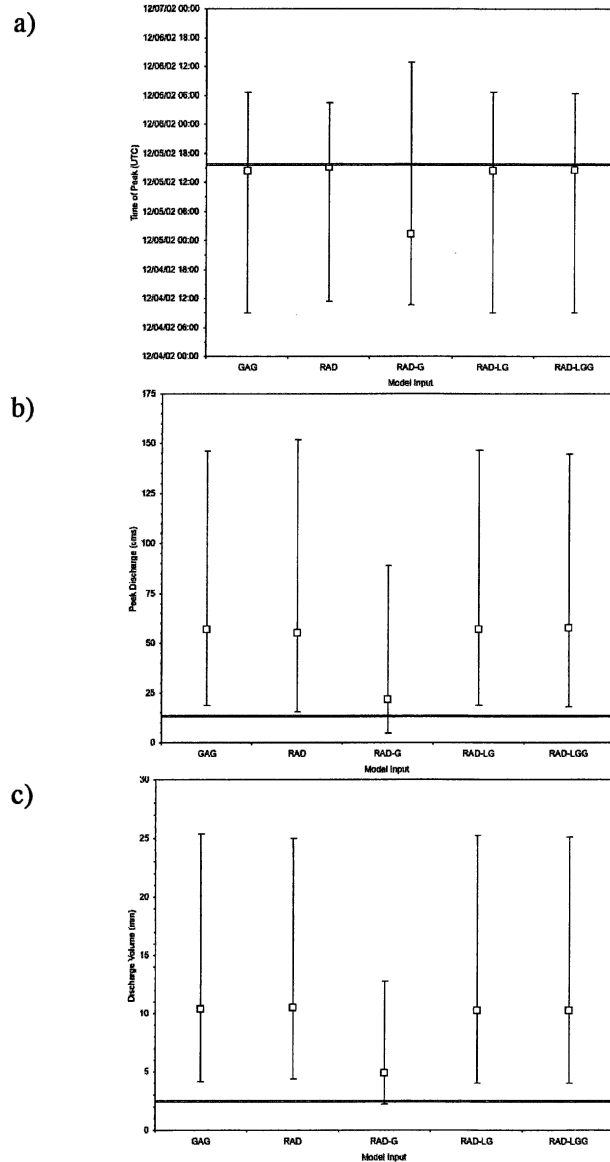 a)
12/07/02 00:00
12/06/02 18:00
12/06/02 12:00
12/06/02 06:00
12/06/02 00:00
12/05/02 18:00
12/05/02 12:00
12/05/02 06:00
12/05/02 00:00
12/04/02 18:00
12/04/02 12:00
12/04/02 06:00
12/04/02 00:00
Time of Peak (UTC)
GAG RAD RAD-G RAD-LG RAD-LGG
Model Input
b)
175
150
125
100
75
50
25
0
Peak Discharge (cms)
GAG RAD RAD-G RAD-LG RAD-LGG
Model Input
c)
30
25
20
15
10
5
0
Discharge Volume (mm)
GAG RAD RAD-G RAD-LG RAD-LGG
Model Input